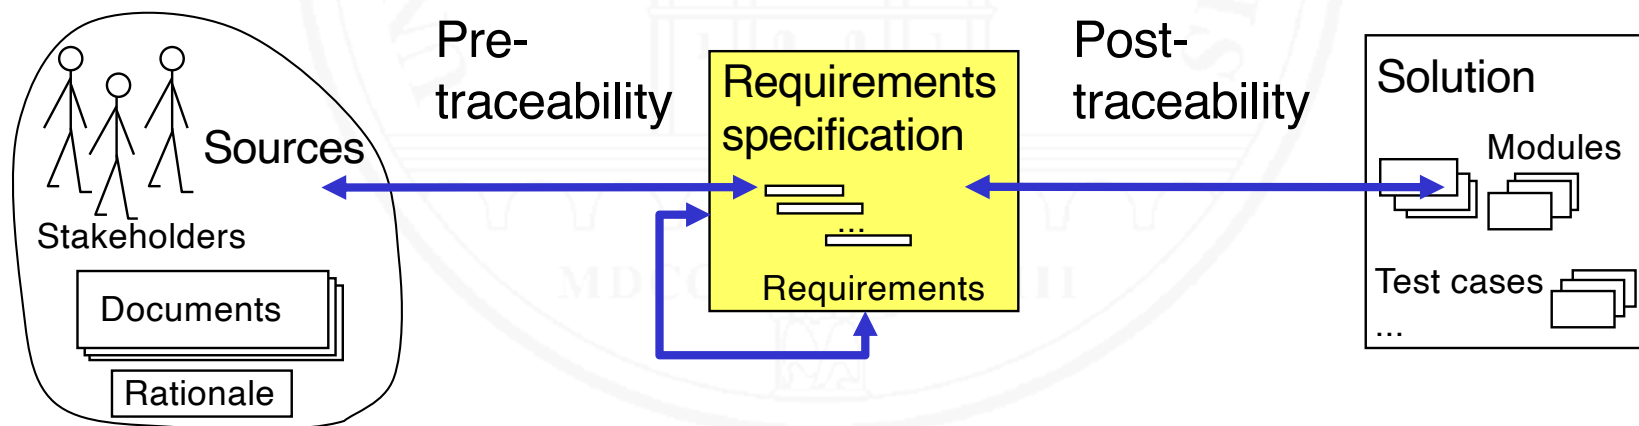 Pre-
traceability
Post-
traceability
Sources
Stakeholders
Documents
Rationale
Requirements
specification
...
Requirements
Solution
Modules
Test cases
...